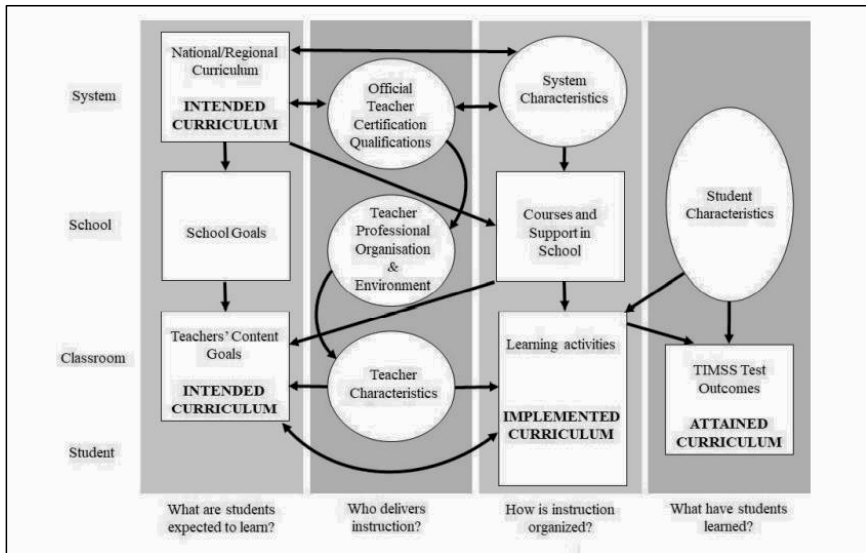 System
School
Classroom
Student
National/Regional
Curriculum
INTENDED
CURRICULUM
School Goals
Teachers' Content
Goals
INTENDED
CURRICULUM
What are students
expected to learn?
Official
Teacher
Certification
Qualifications
Teacher
Professional
Organisation
&
Environment
Teacher
Characteristics
Who delivers
instruction?
System
Characteristics
Courses and
Support in
School
Learning activities
IMPLEMENTED
CURRICULUM
How is instruction
organized?
Student
Characteristics
TIMSS Test
Outcomes
ATTAINED
CURRICULUM
What have students
learned?